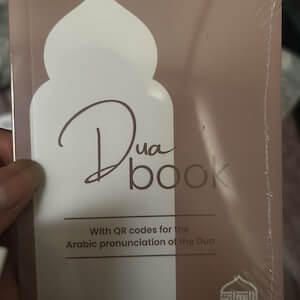 Dua
book
With QR codes for the
Arabic pronunciation of the Dua